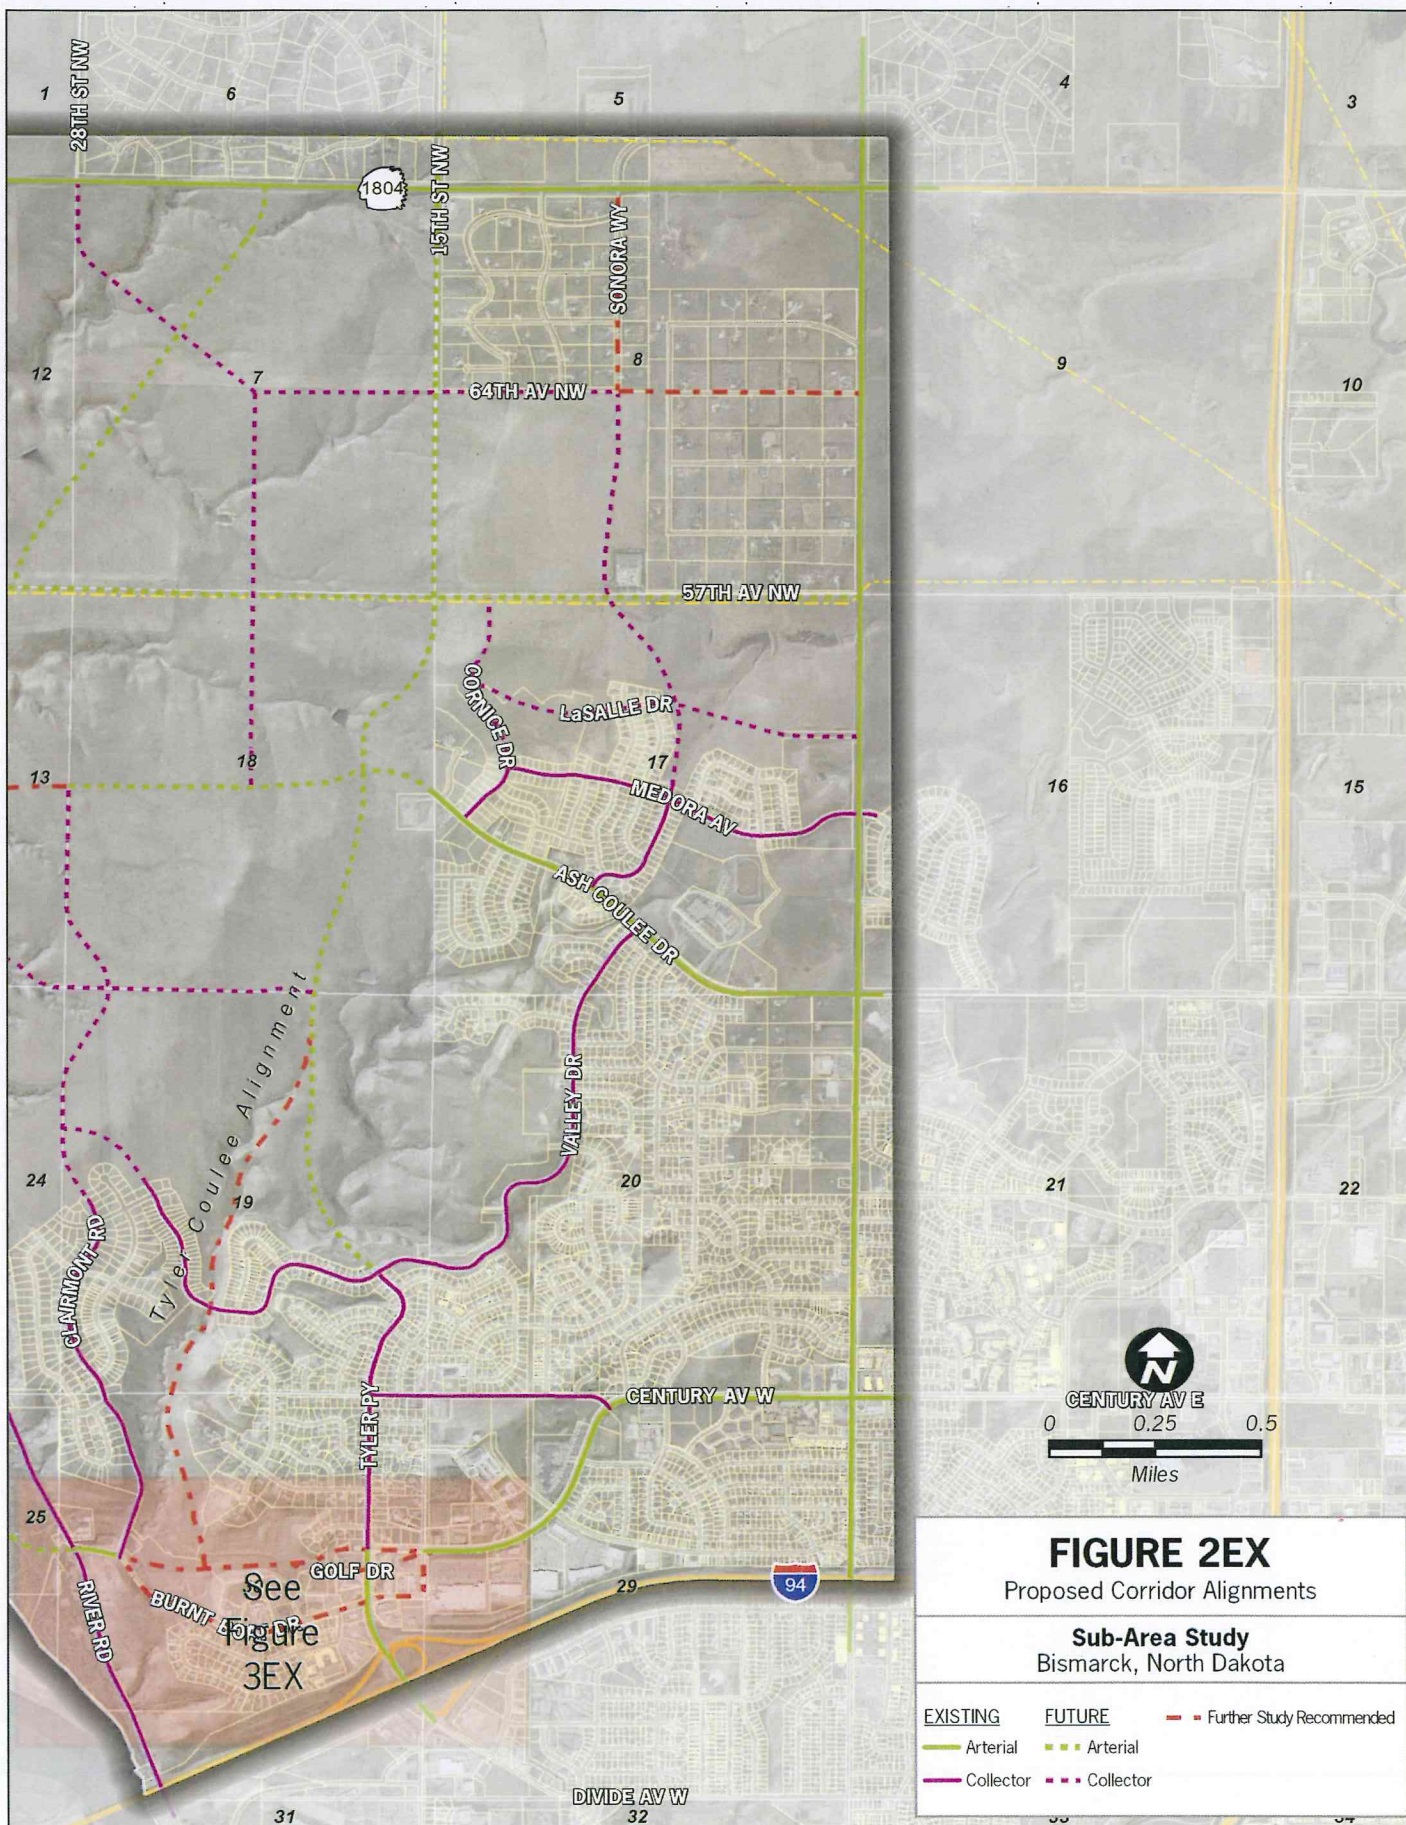 28TH ST NW
1
6
5
4
3
1804
15TH ST NW
SONORA WY
12
7
64TH AV NW
8
9
10
57TH AV NW
CORNICE DR
LaSALLE DR
13
18
17
MEDORA AV
16
15
ASH COULEE DR
Tyler Coulee Alignment
VALLEY DR
24
19
20
21
22
CLAIRMONT RD
TYLER PY
CENTURY AV W
N
CENTURY AV E
0 0.25 0.5
Miles
25
GOLF DR
See
Figure
3EX
BURNT BOAT DR
RIVER RD
29
94
DIVIDE AV W
31
32
33
34
FIGURE 2EX
Proposed Corridor Alignments
Sub-Area Study
Bismarck, North Dakota
EXISTING FUTURE Further Study Recommended
Arterial Arterial
Collector Collector